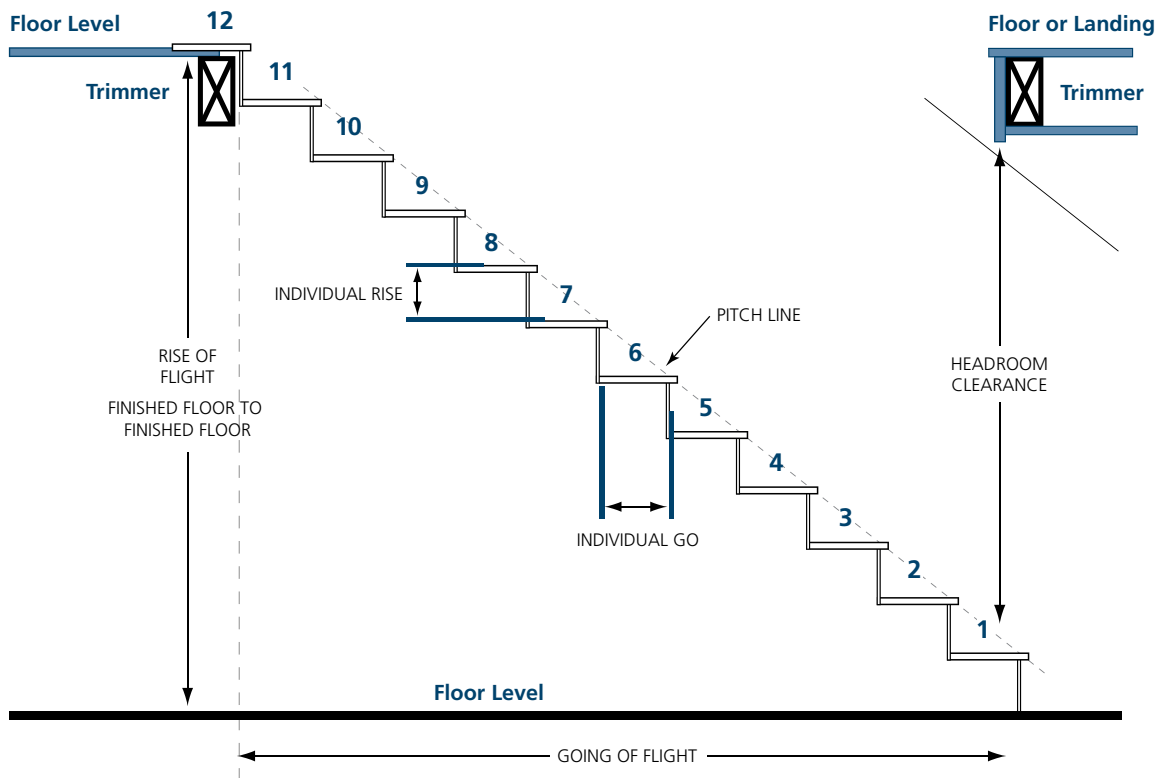 Floor Level
12
Floor or Landing
11
Trimmer
Trimmer
10
9
8
INDIVIDUAL RISE
7
PITCH LINE
6
RISE OF
FLIGHT
FINISHED FLOOR TO
FINISHED FLOOR
HEADROOM
CLEARANCE
5
4
3
INDIVIDUAL GO
2
1
Floor Level
GOING OF FLIGHT